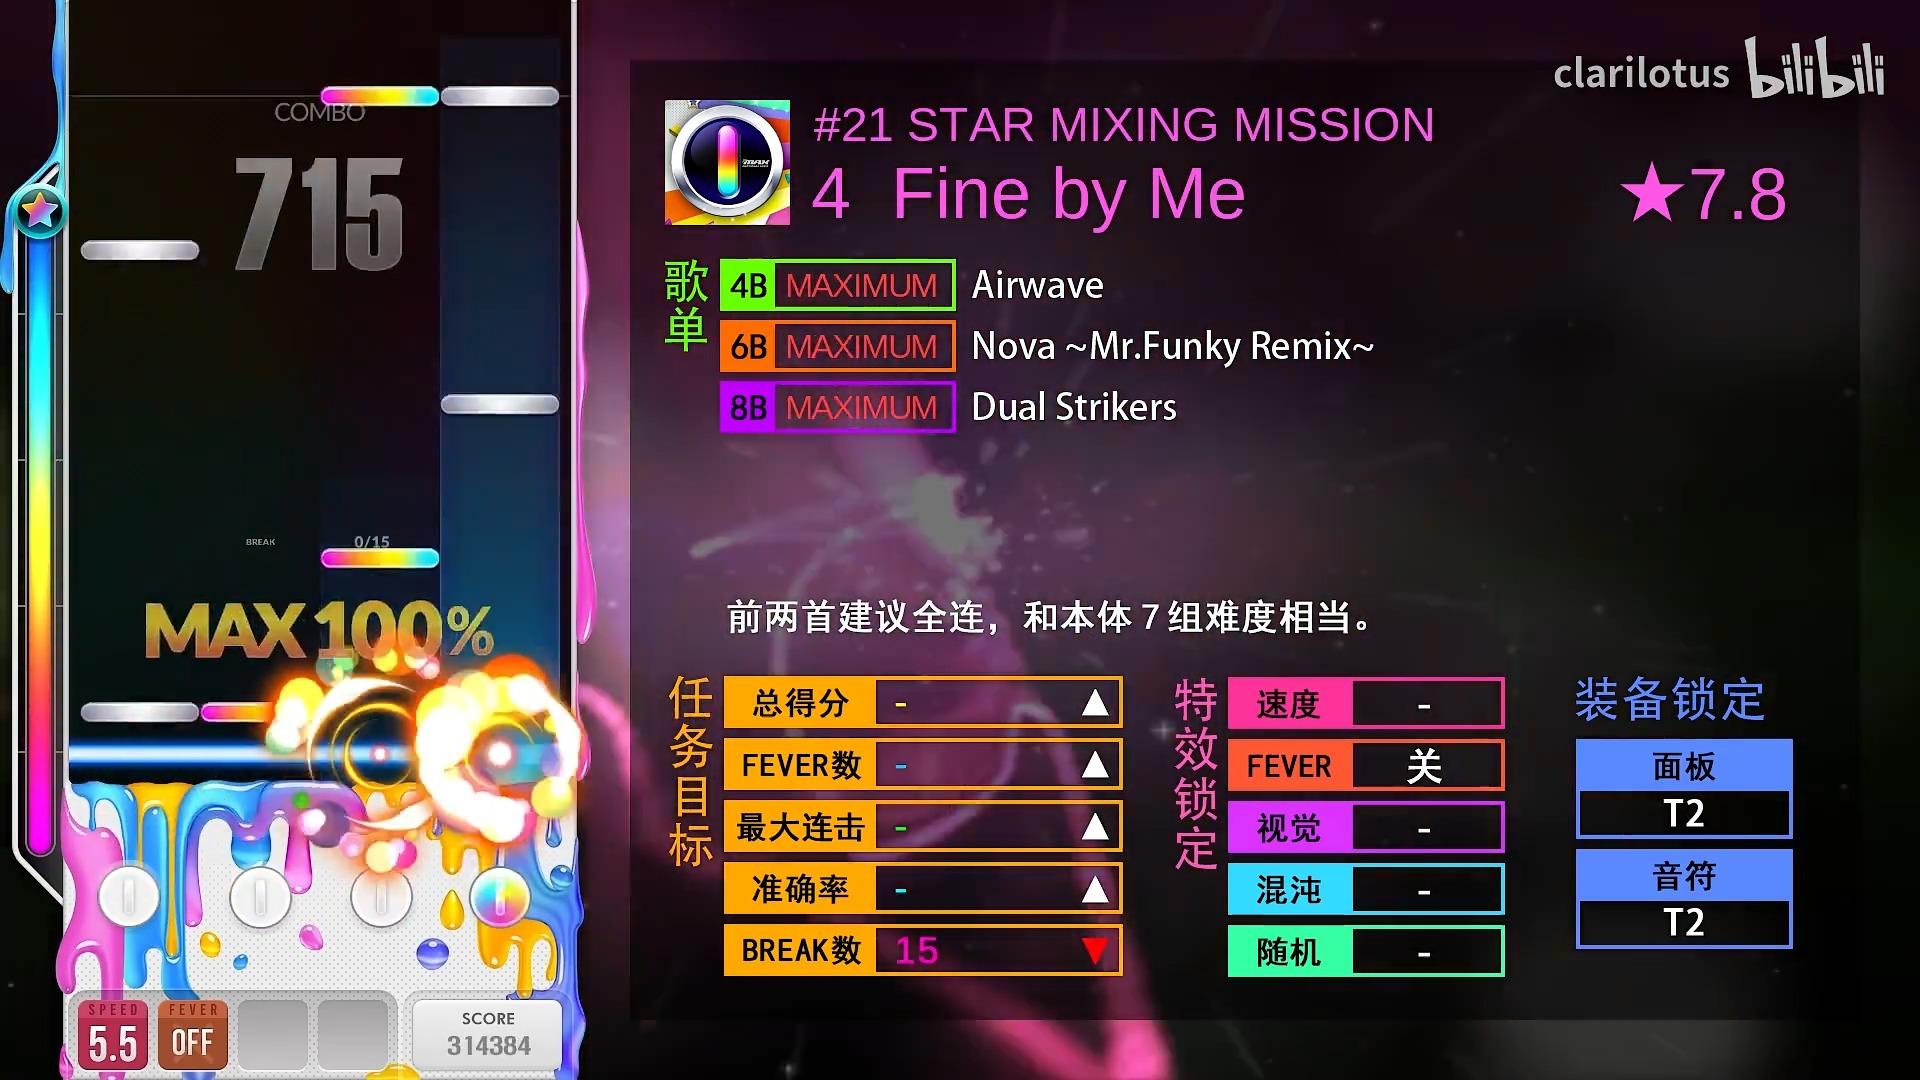 clarilotus bilibili
COMBO
715
BREAK 0/15
MAX 100%
SPEED 5.5
FEVER OFF
SCORE
314384
#21 STAR MIXING MISSION
4 Fine by Me
★7.8
歌单
4B MAXIMUM Airwave
6B MAXIMUM Nova ~Mr.Funky Remix~
8B MAXIMUM Dual Strikers
前两首建议全连，和本体7组难度相当。
任务目标
总得分 - ▲
FEVER数 - ▲
最大连击 - ▲
准确率 - ▲
BREAK数 15 ▼
特效锁定
速度 -
FEVER 关
视觉 -
混沌 -
随机 -
装备锁定
面板
T2
音符
T2